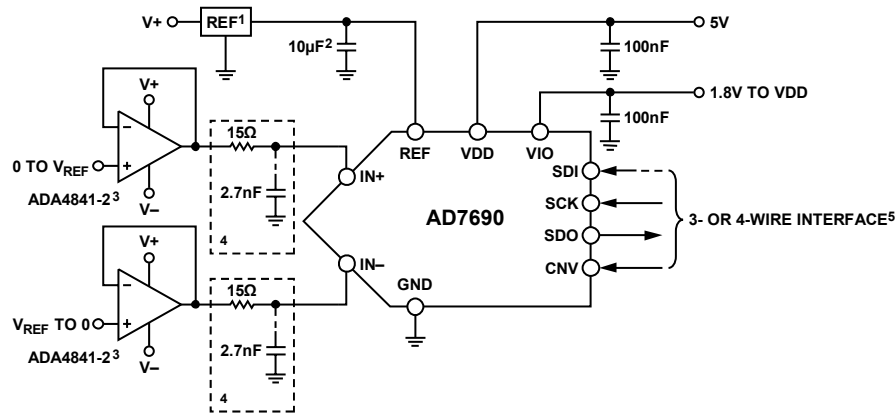 V+ REF1
10µF2
5V
100nF
1.8V TO VDD
100nF
V+
−
+
0 TO VREF
ADA4841-23
V−
15Ω
2.7nF
4
REF VDD VIO
IN+
AD7690
IN−
GND
SDI
SCK
SDO
CNV
3- OR 4-WIRE INTERFACE5
V+
−
+
VREF TO 0
ADA4841-23
V−
15Ω
2.7nF
4